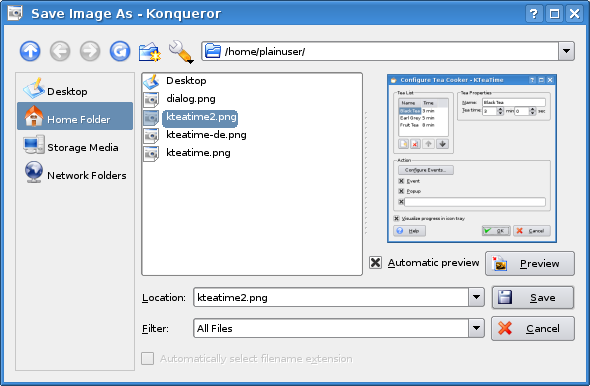 Save Image As - Konqueror
/home/plainuser/
Desktop
Home Folder
Storage Media
Network Folders
Desktop
dialog.png
kteatime2.png
kteatime-de.png
kteatime.png
Configure Tea Cooker - KTeaTime
Tea List
Name Time
Black Tea 3 min
Earl Grey 5 min
Fruit Tea 8 min
Tea Properties
Name: Black Tea
Tea time: 3 min 0 sec
Action
Configure Events...
Event
Popup
Visualize progress in icon tray
Help
OK
Cancel
Automatic preview
Preview
Location: kteatime2.png
Save
Filter: All Files
Cancel
Automatically select filename extension